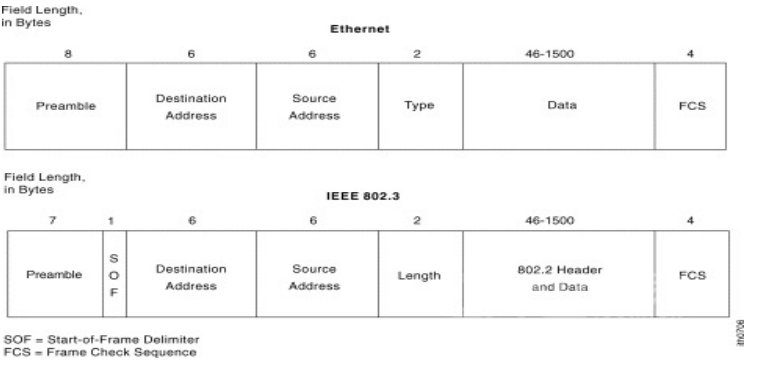 Field Length,
in Bytes
Ethernet
8 6 6 2 46-1500 4
Preamble Destination Address Source Address Type Data FCS
Field Length,
in Bytes
IEEE 802.3
7 1 6 6 2 46-1500 4
Preamble SOF Destination Address Source Address Length 802.2 Header and Data FCS
SOF = Start-of-Frame Delimiter
FCS = Frame Check Sequence
ith0706